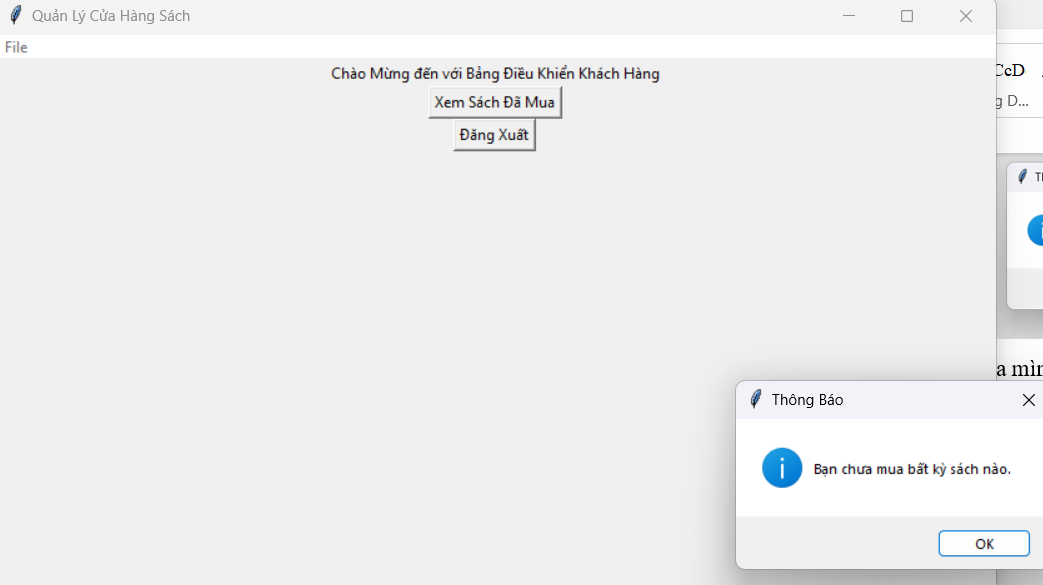 Quản Lý Cửa Hàng Sách
File
Chào Mừng đến với Bảng Điều Khiển Khách Hàng
Xem Sách Đã Mua
Đăng Xuất
CcD
g D...
a mìn
Thông Báo
Bạn chưa mua bất kỳ sách nào.
OK